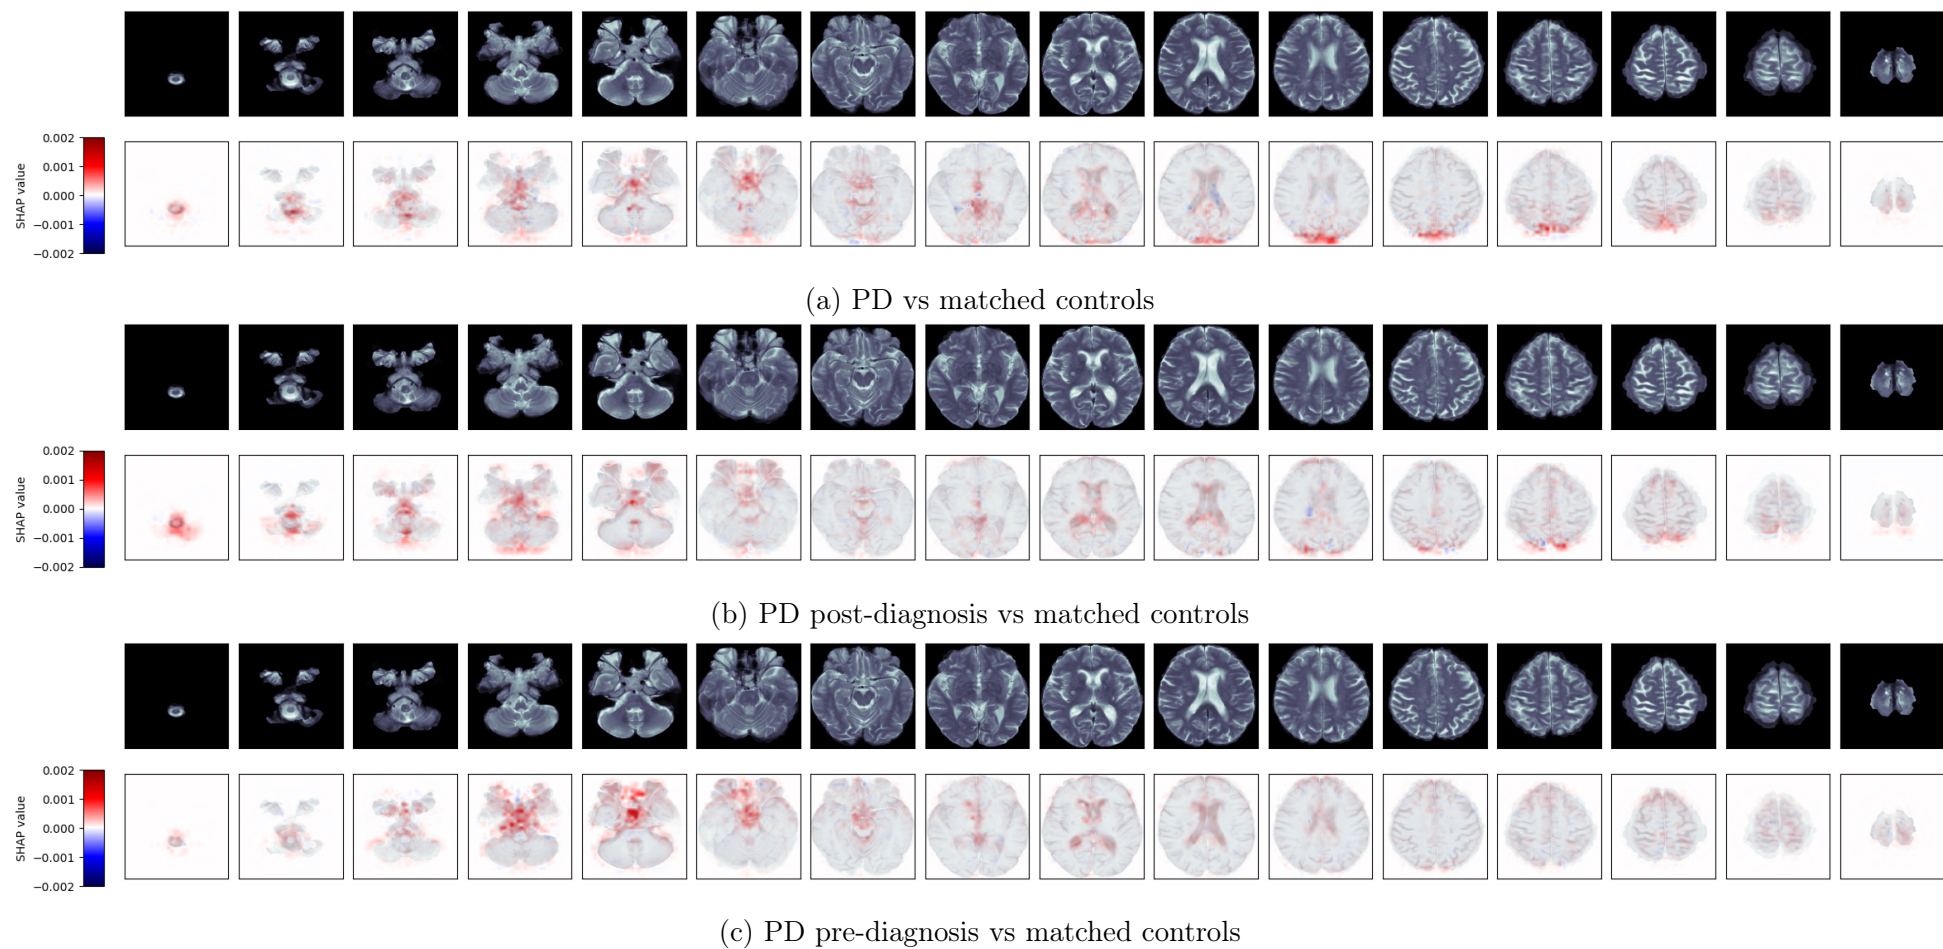 0.002
0.001
0.000
−0.001
−0.002
SHAP value
(a) PD vs matched controls
0.002
0.001
0.000
−0.001
−0.002
SHAP value
(b) PD post-diagnosis vs matched controls
0.002
0.001
0.000
−0.001
−0.002
SHAP value
(c) PD pre-diagnosis vs matched controls